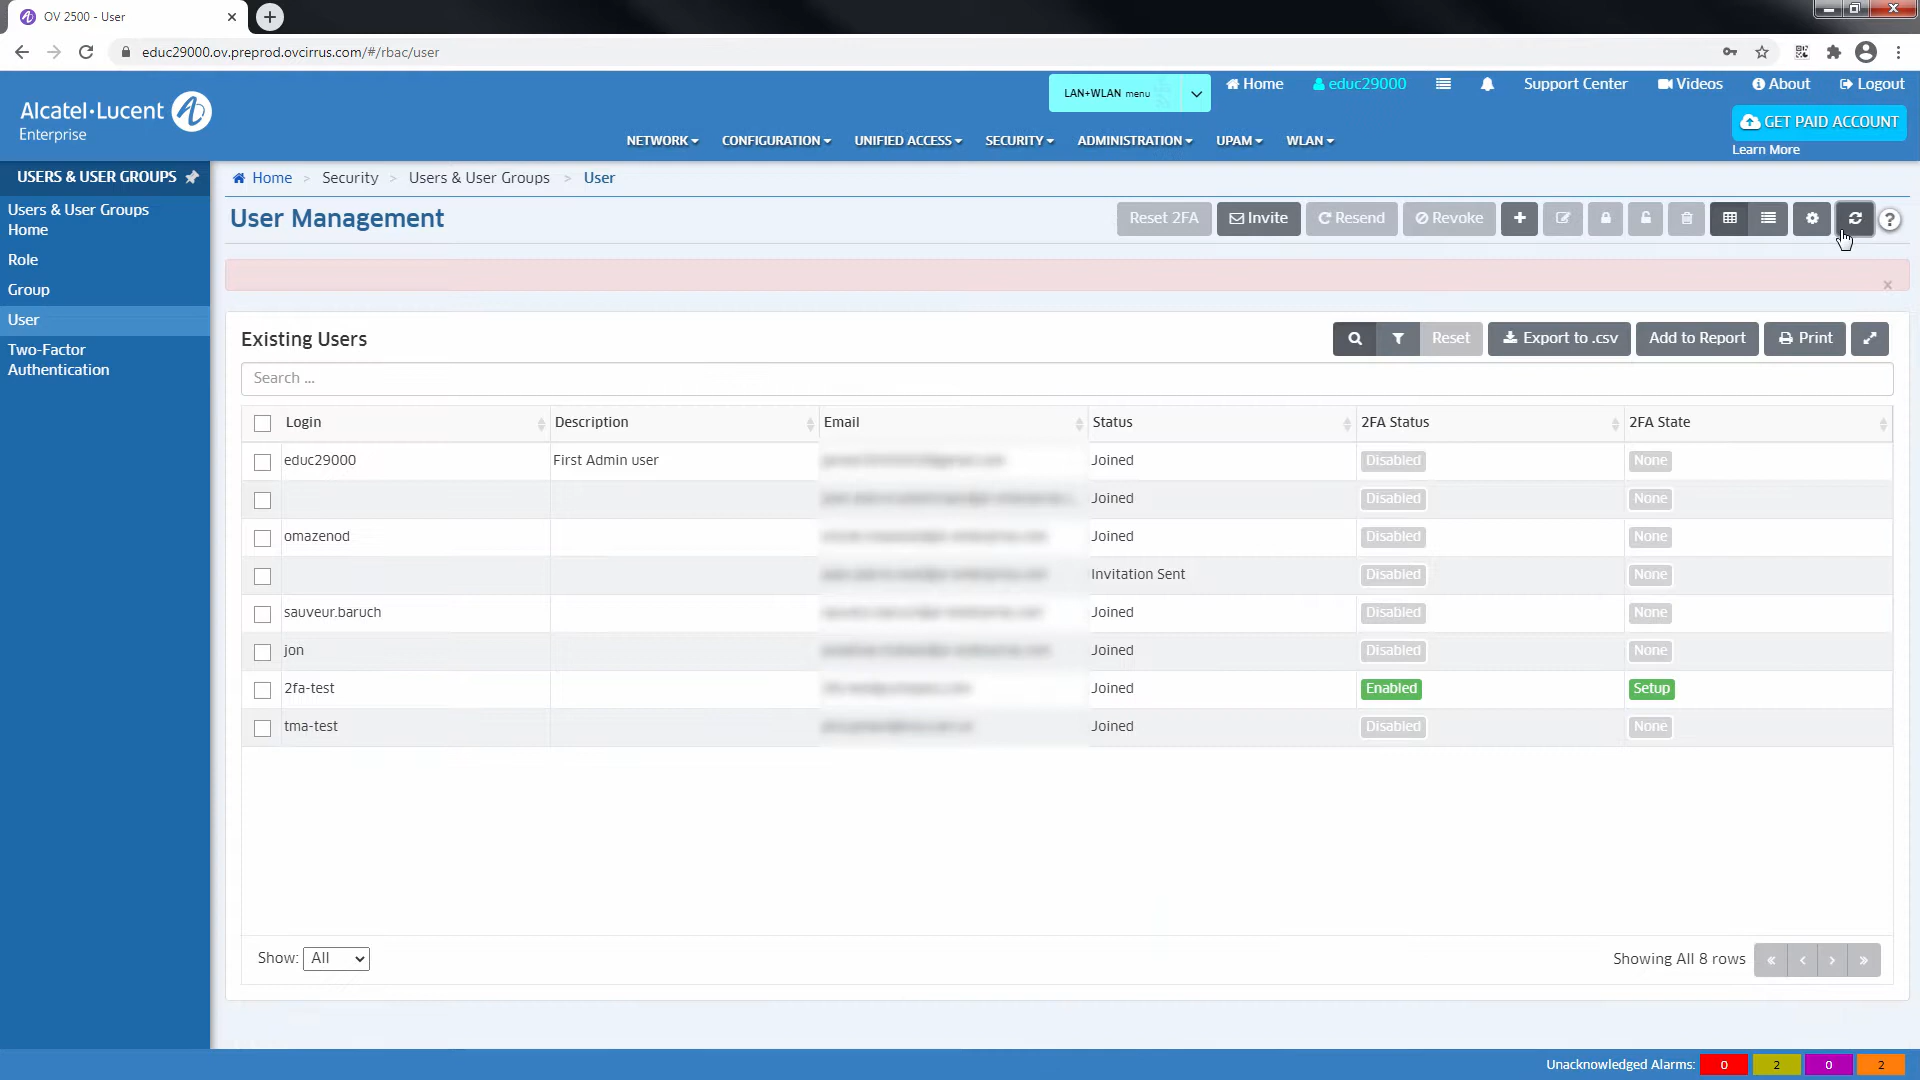 OV 2500 - User
educ29000.ov.preprod.ovcirrus.com/#/rbac/user
Alcatel·Lucent
Enterprise
LAN+WLAN menu
Home
educ29000
Support Center
Videos
About
Logout
GET PAID ACCOUNT
Learn More
NETWORK
CONFIGURATION
UNIFIED ACCESS
SECURITY
ADMINISTRATION
UPAM
WLAN
USERS & USER GROUPS
Users & User Groups
Home
Role
Group
User
Two-Factor
Authentication
Home > Security > Users & User Groups > User
User Management
Reset 2FA
Invite
Resend
Revoke
Existing Users
Reset
Export to .csv
Add to Report
Print
Search ...
Login Description Email Status 2FA Status 2FA State
educ29000 First Admin user Joined Disabled None
Joined Disabled None
omazenod Joined Disabled None
Invitation Sent Disabled None
sauveur.baruch Joined Disabled None
jon Joined Disabled None
2fa-test Joined Enabled Setup
tma-test Joined Disabled None
Show: All
Showing All 8 rows
Unacknowledged Alarms: 0 2 0 2